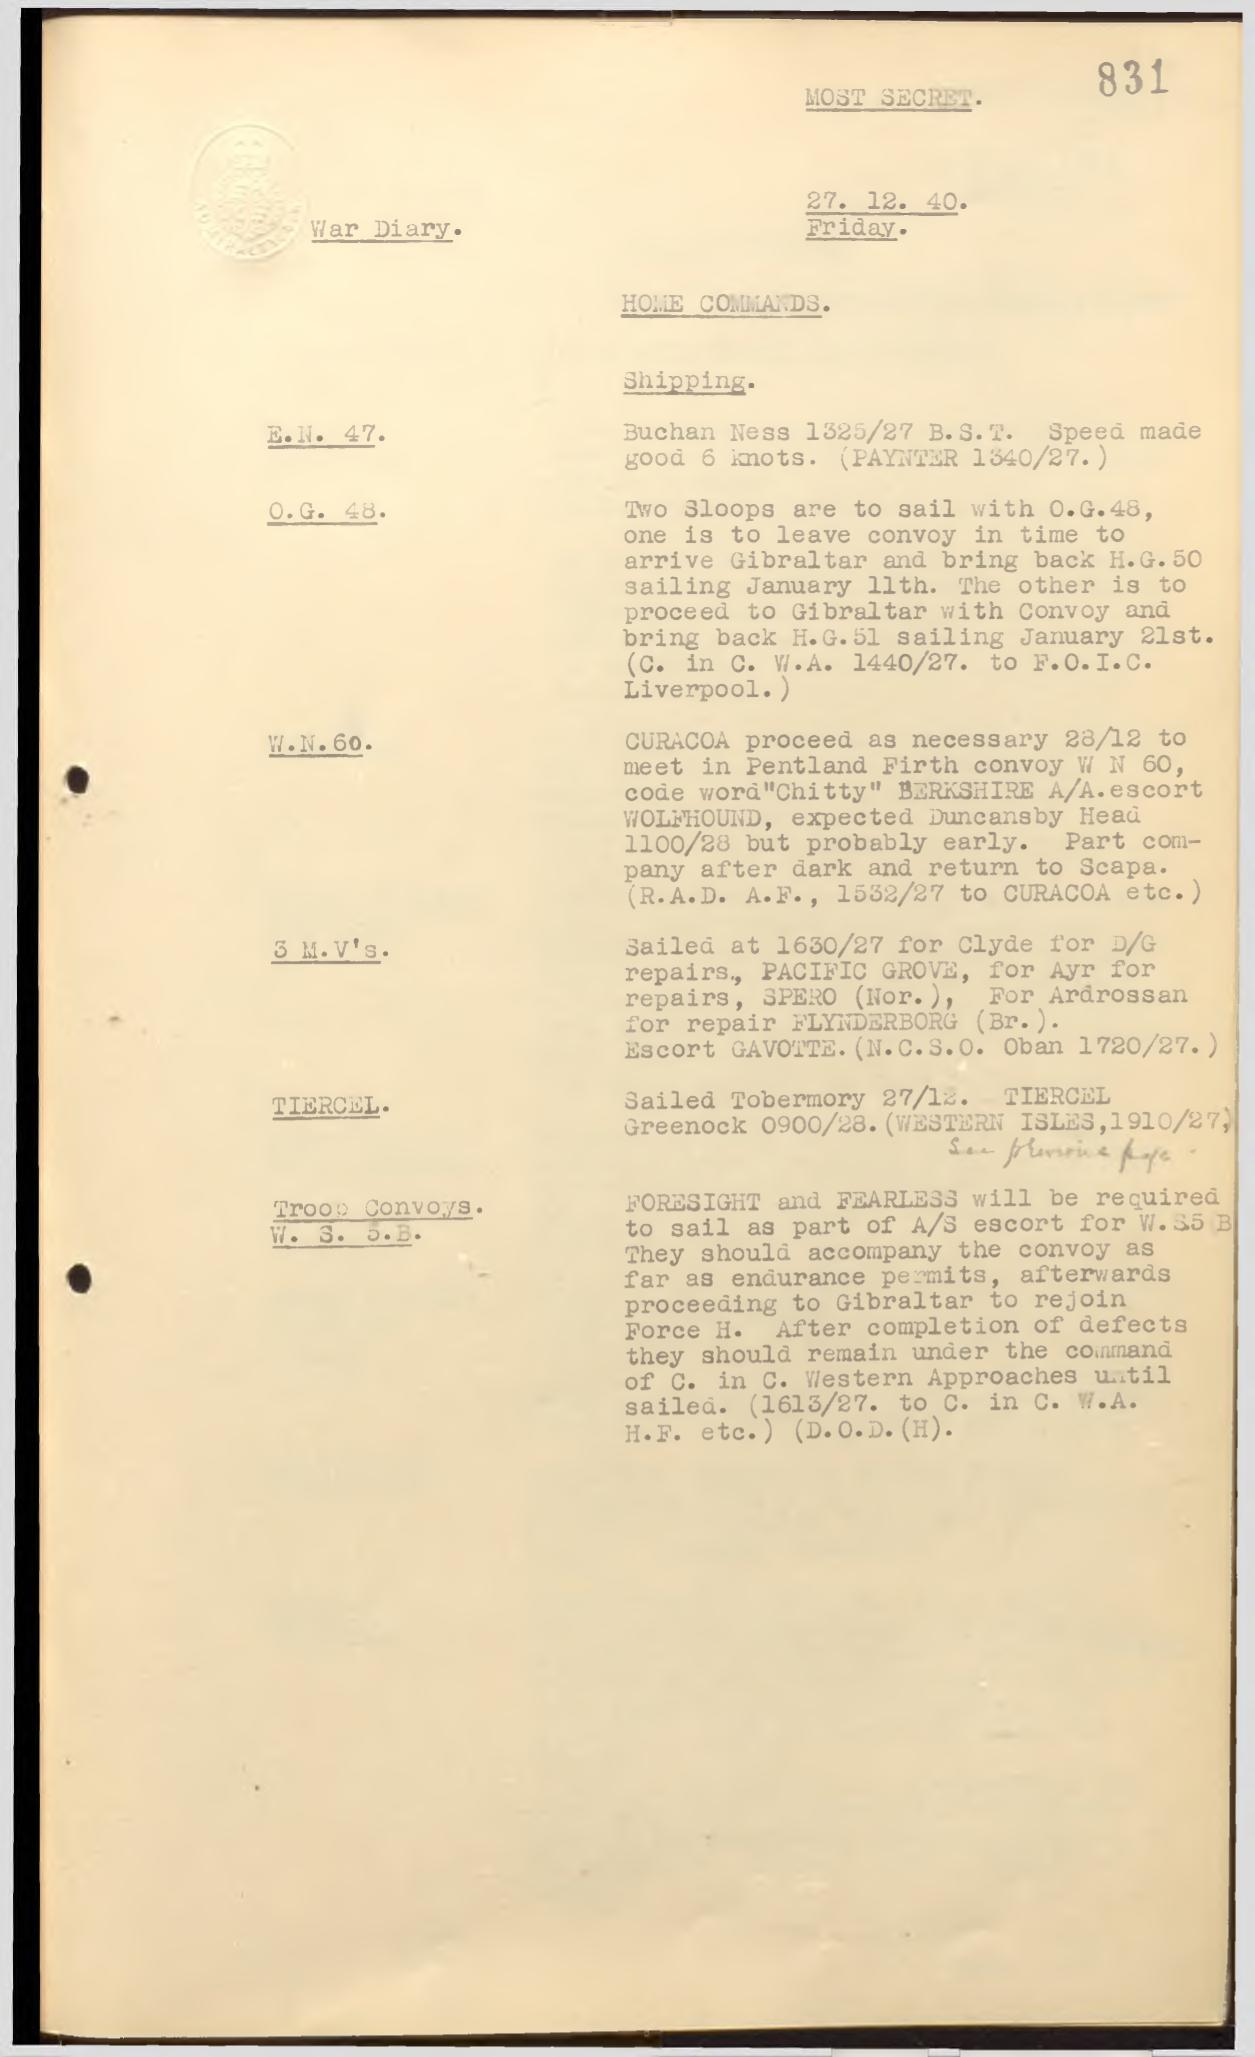 831
MOST SECRET.
27. 12. 40.
Friday.
War Diary.
HOME COMMANDS.
Shipping.
E.N. 47.
Buchan Ness 1325/27 B.S.T. Speed made
good 6 knots. (PAYNTER 1340/27.)
O.G. 48.
Two Sloops are to sail with O.G.48,
one is to leave convoy in time to
arrive Gibraltar and bring back H.G.50
sailing January 11th. The other is to
proceed to Gibraltar with Convoy and
bring back H.G.51 sailing January 21st.
(C. in C. W.A. 1440/27. to F.O.I.C.
Liverpool.)
W.N.60.
CURACOA proceed as necessary 28/12 to
meet in Pentland Firth convoy W N 60,
code word"Chitty" BERKSHIRE A/A.escort
WOLFHOUND, expected Duncansby Head
1100/28 but probably early. Part com-
pany after dark and return to Scapa.
(R.A.D. A.F., 1532/27 to CURACOA etc.)
3 M.V's.
Sailed at 1630/27 for Clyde for D/G
repairs., PACIFIC GROVE, for Ayr for
repairs, SPERO (Nor.), For Ardrossan
for repair FLYNDERBORG (Br.).
Escort GAVOTTE.(N.C.S.O. Oban 1720/27.)
TIERCEL.
Sailed Tobermory 27/12. TIERCEL
Greenock 0900/28.(WESTERN ISLES,1910/27,)
See previous page.
Troop Convoys.
W. S. 5.B.
FORESIGHT and FEARLESS will be required
to sail as part of A/S escort for W.S5 B
They should accompany the convoy as
far as endurance permits, afterwards
proceeding to Gibraltar to rejoin
Force H. After completion of defects
they should remain under the command
of C. in C. Western Approaches until
sailed. (1613/27. to C. in C. W.A.
H.F. etc.) (D.O.D.(H).